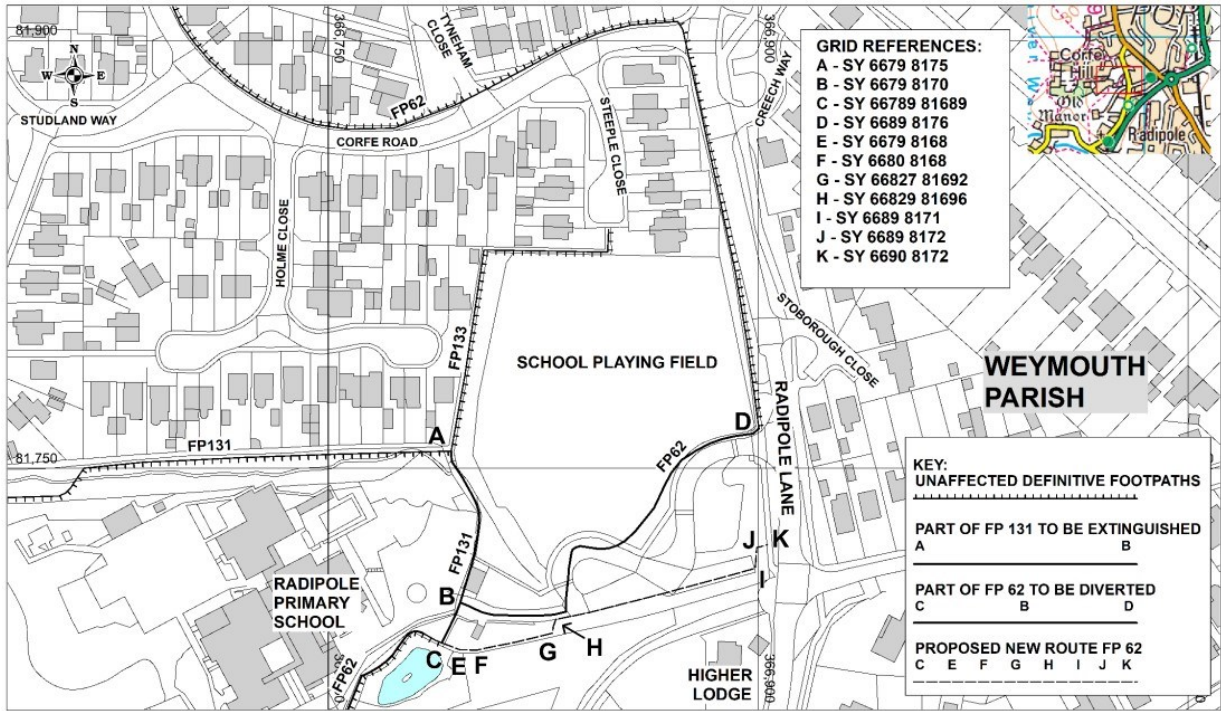 81,900
366,750
366,900
TYNEHAM
CLOSE
N
W E
S
STUDLAND WAY
FP62
CORFE ROAD
STEEPLE CLOSE
CREECH WAY
HOLME CLOSE
GRID REFERENCES:
A - SY 6679 8175
B - SY 6679 8170
C - SY 66789 81689
D - SY 6689 8176
E - SY 6679 8168
F - SY 6680 8168
G - SY 66827 81692
H - SY 66829 81696
I - SY 6689 8171
J - SY 6689 8172
K - SY 6690 8172
Corfe
Hill
Old
Manor
Radipole
FP133
SCHOOL PLAYING FIELD
STOBOROUGH CLOSE
WEYMOUTH
PARISH
RADIPOLE LANE
A
D
FP131
81,750
FP62
FP131
J K
I
B
RADIPOLE
PRIMARY
SCHOOL
C E F G H
FP62
HIGHER
LODGE
366,900
KEY:
UNAFFECTED DEFINITIVE FOOTPATHS
PART OF FP 131 TO BE EXTINGUISHED
A B
PART OF FP 62 TO BE DIVERTED
C B D
PROPOSED NEW ROUTE FP 62
C E F G H I J K